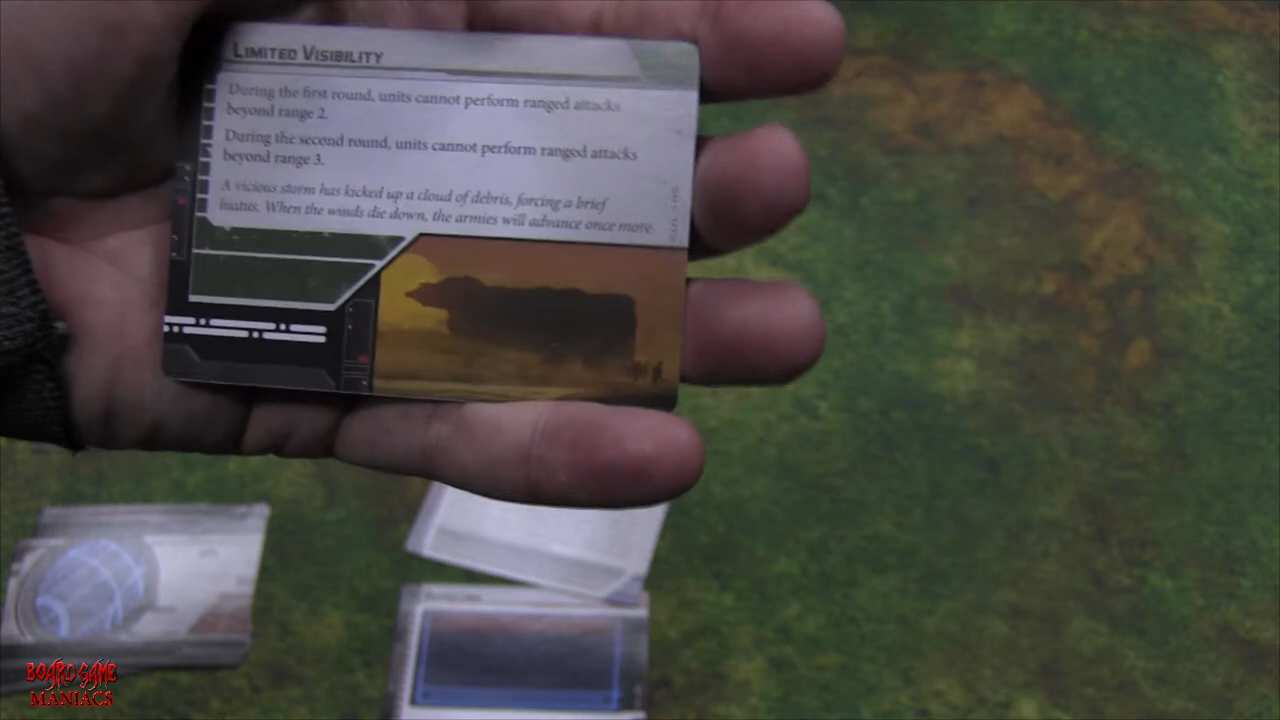 LIMITED VISIBILITY
During the first round, units cannot perform ranged attacks
beyond range 2.
During the second round, units cannot perform ranged attacks
beyond range 3.
A vicious storm has kicked up a cloud of debris, forcing a brief
hiatus. When the winds die down, the armies will advance once more.
BOARD GAME
MANIACS